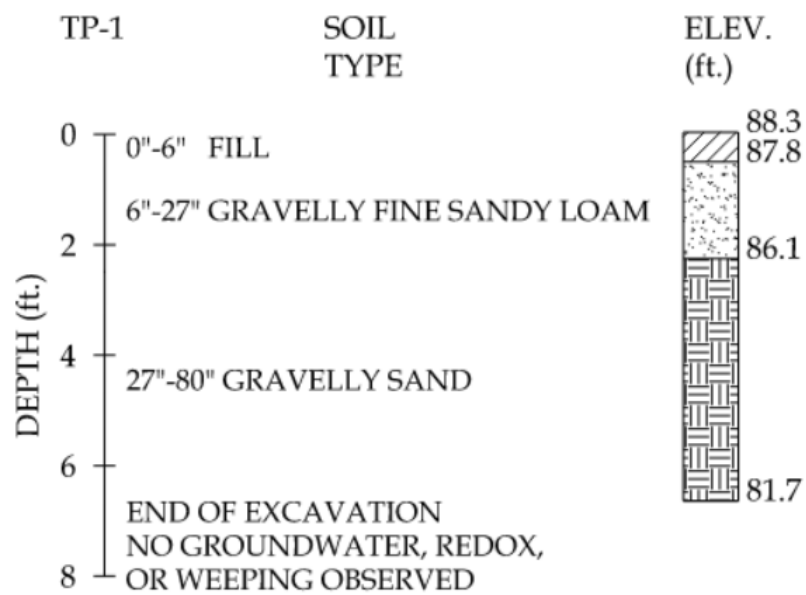 TP-1 SOIL TYPE ELEV. (ft.)
DEPTH (ft.)
0
2
4
6
8
0"-6" FILL
6"-27" GRAVELLY FINE SANDY LOAM
27"-80" GRAVELLY SAND
END OF EXCAVATION
NO GROUNDWATER, REDOX,
OR WEEPING OBSERVED
88.3
87.8
86.1
81.7